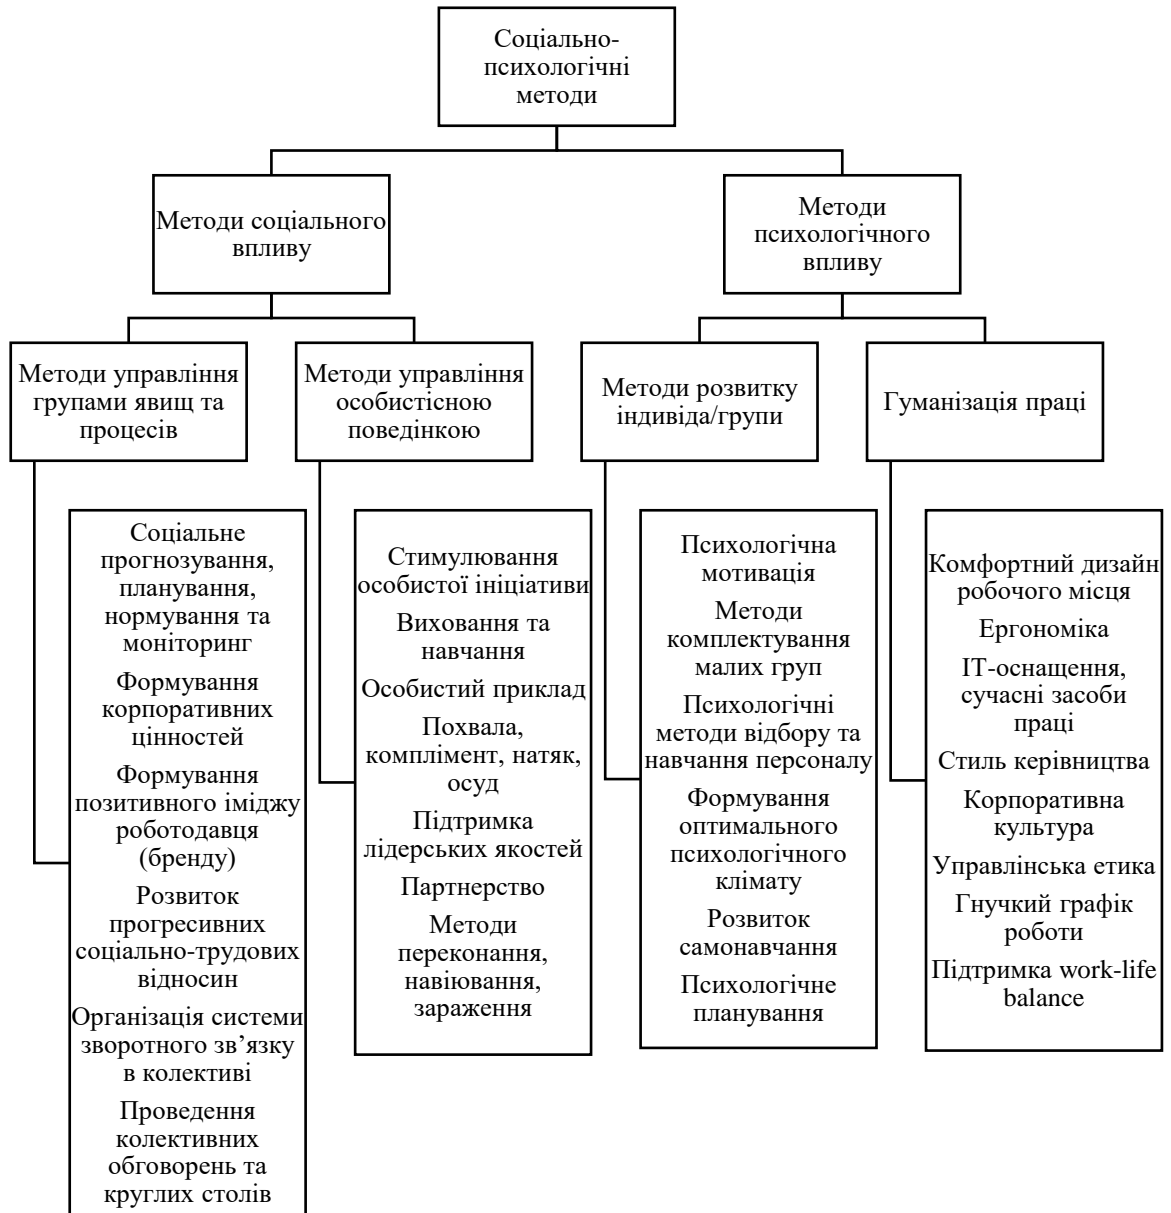 Соціально-
психологічні
методи
Методи соціального
впливу
Методи
психологічного
впливу
Методи управління
групами явищ та
процесів
Методи управління
особистісною
поведінкою
Методи розвитку
індивіда/групи
Гуманізація праці
Соціальне
прогнозування,
планування,
нормування та
моніторинг
Формування
корпоративних
цінностей
Формування
позитивного іміджу
роботодавця
(бренду)
Розвиток
прогресивних
соціально-трудових
відносин
Організація системи
зворотного зв’язку
в колективі
Проведення
колективних
обговорень та
круглих столів
Стимулювання
особистої ініціативи
Виховання та
навчання
Особистий приклад
Похвала,
комплімент, натяк,
осуд
Підтримка
лідерських якостей
Партнерство
Методи
переконання,
навіювання,
зараження
Психологічна
мотивація
Методи
комплектування
малих груп
Психологічні
методи відбору та
навчання персоналу
Формування
оптимального
психологічного
клімату
Розвиток
самонавчання
Психологічне
планування
Комфортний дизайн
робочого місця
Ергономіка
ІТ-оснащення,
сучасні засоби
праці
Стиль керівництва
Корпоративна
культура
Управлінська етика
Гнучкий графік
роботи
Підтримка work-life
balance